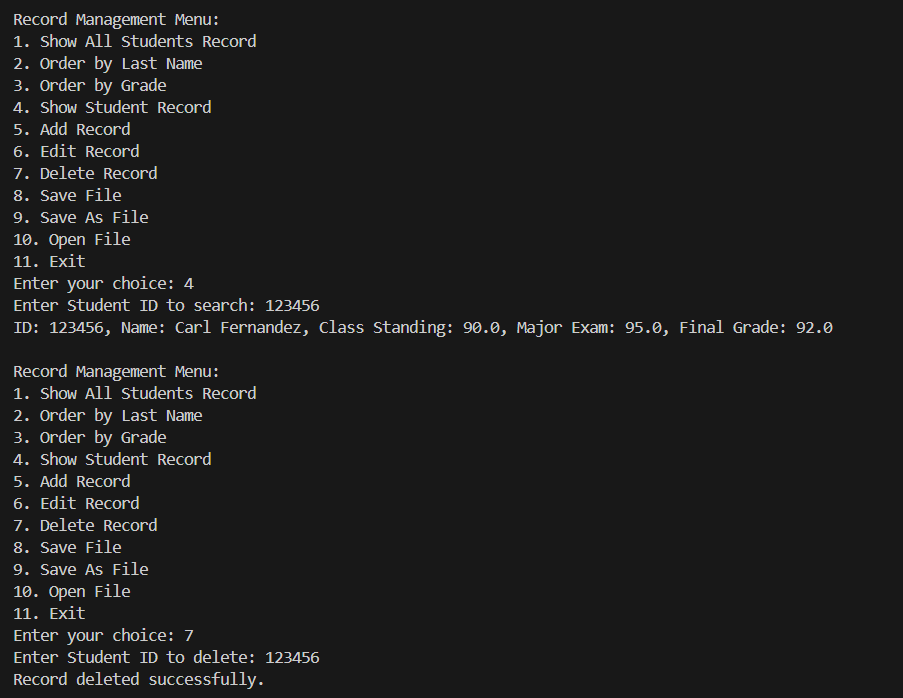 Record Management Menu:
1. Show All Students Record
2. Order by Last Name
3. Order by Grade
4. Show Student Record
5. Add Record
6. Edit Record
7. Delete Record
8. Save File
9. Save As File
10. Open File
11. Exit
Enter your choice: 4
Enter Student ID to search: 123456
ID: 123456, Name: Carl Fernandez, Class Standing: 90.0, Major Exam: 95.0, Final Grade: 92.0

Record Management Menu:
1. Show All Students Record
2. Order by Last Name
3. Order by Grade
4. Show Student Record
5. Add Record
6. Edit Record
7. Delete Record
8. Save File
9. Save As File
10. Open File
11. Exit
Enter your choice: 7
Enter Student ID to delete: 123456
Record deleted successfully.